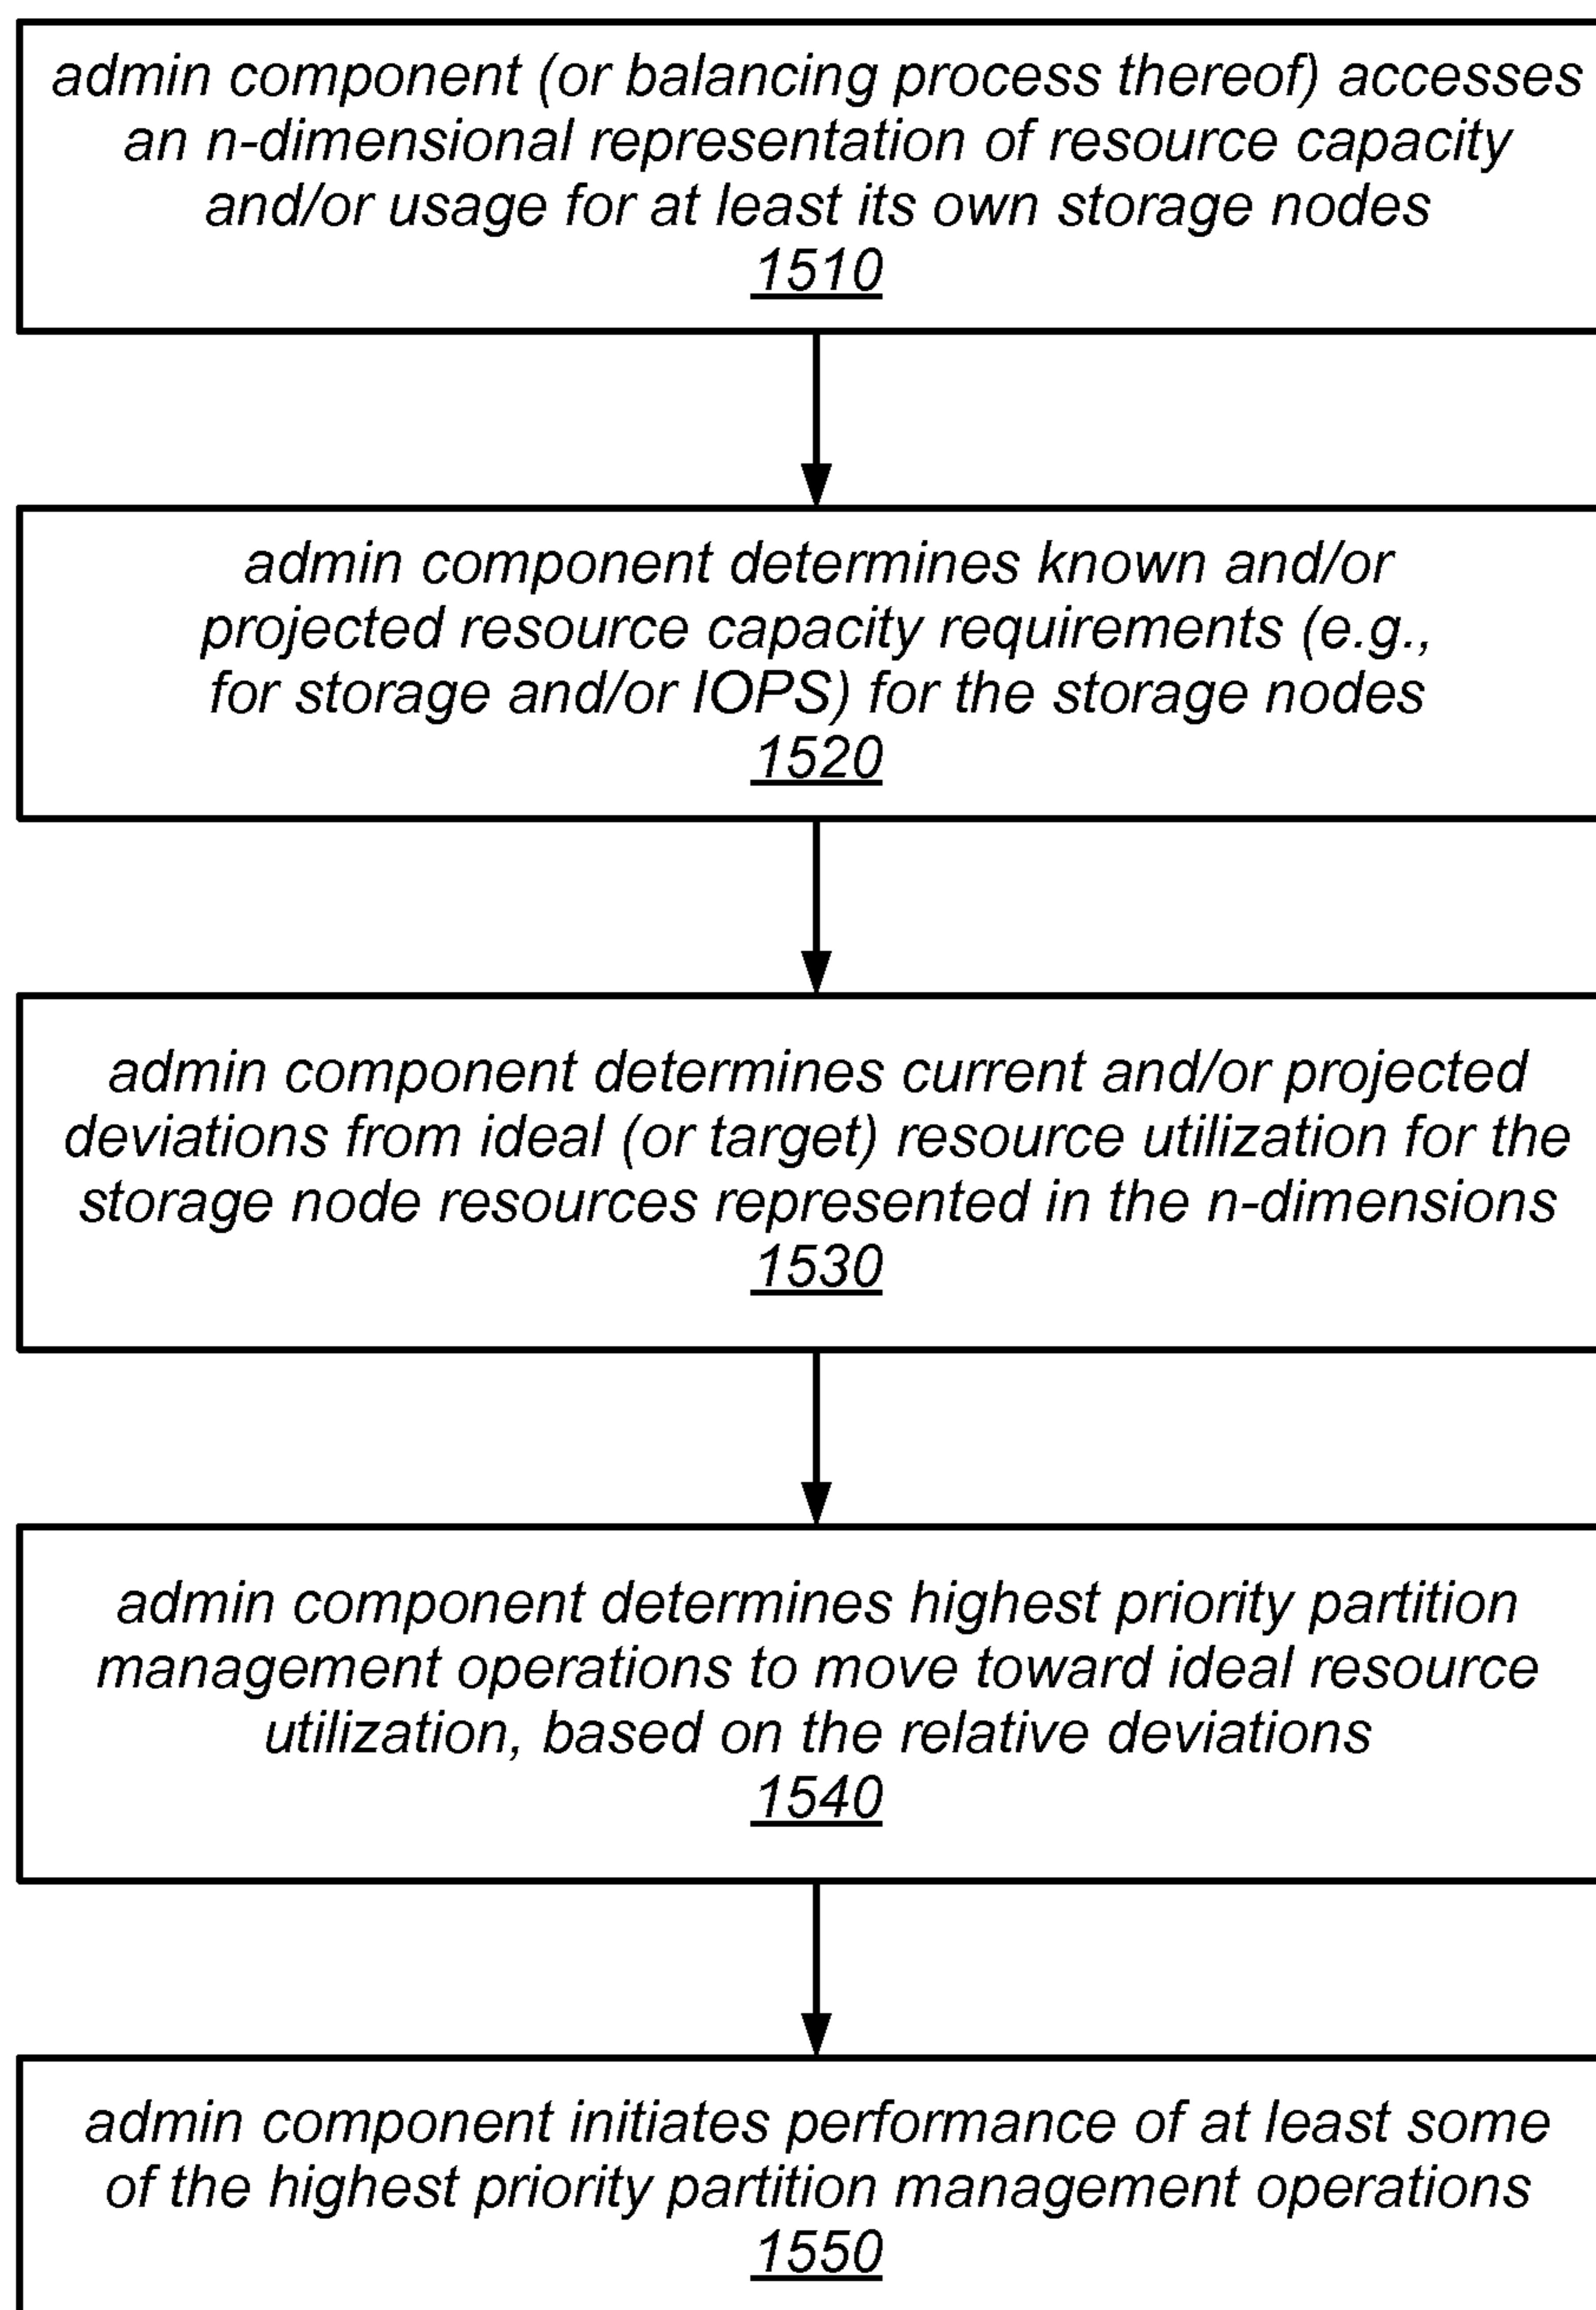 admin component (or balancing process thereof) accesses
an n-dimensional representation of resource capacity
and/or usage for at least its own storage nodes
1510
admin component determines known and/or
projected resource capacity requirements (e.g.,
for storage and/or IOPS) for the storage nodes
1520
admin component determines current and/or projected
deviations from ideal (or target) resource utilization for the
storage node resources represented in the n-dimensions
1530
admin component determines highest priority partition
management operations to move toward ideal resource
utilization, based on the relative deviations
1540
admin component initiates performance of at least some
of the highest priority partition management operations
1550